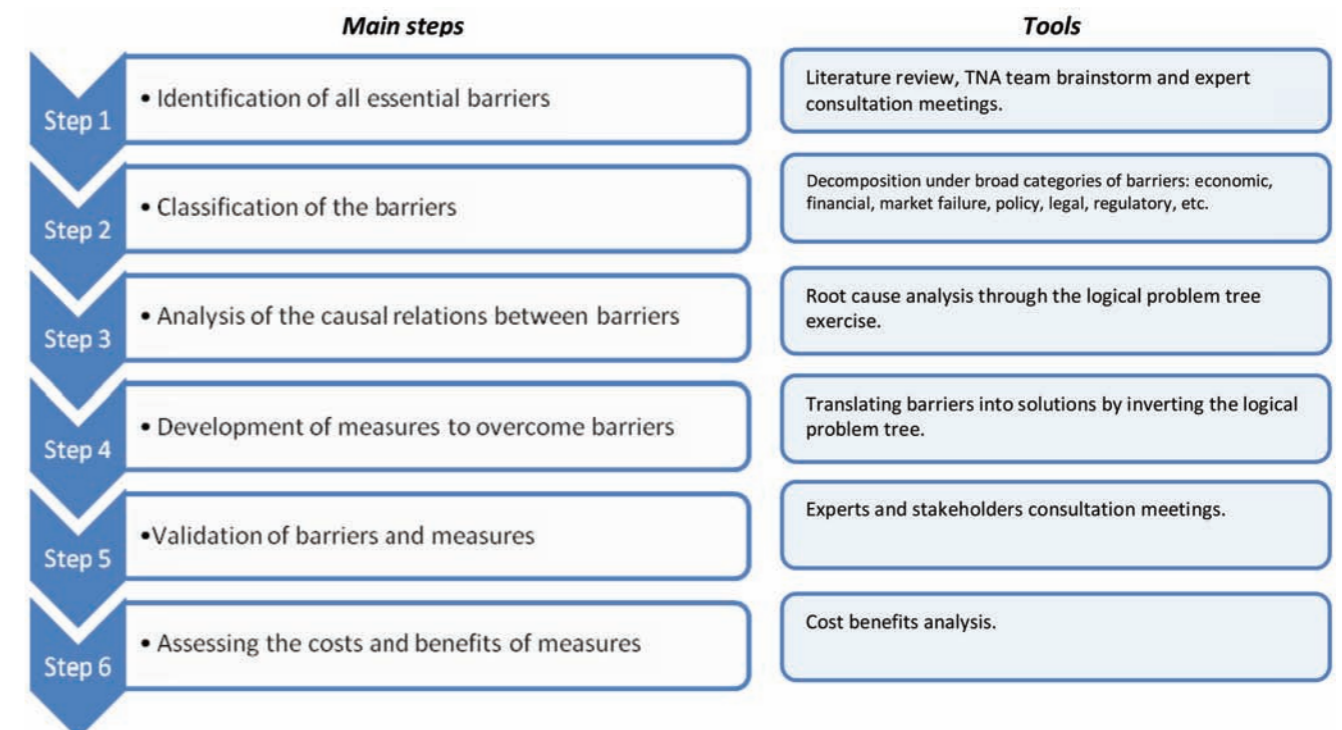 Main steps
Tools
Step 1
• Identification of all essential barriers
Literature review, TNA team brainstorm and expert
consultation meetings.
Step 2
• Classification of the barriers
Decomposition under broad categories of barriers: economic,
financial, market failure, policy, legal, regulatory, etc.
Step 3
• Analysis of the causal relations between barriers
Root cause analysis through the logical problem tree
exercise.
Step 4
• Development of measures to overcome barriers
Translating barriers into solutions by inverting the logical
problem tree.
Step 5
•Validation of barriers and measures
Experts and stakeholders consultation meetings.
Step 6
• Assessing the costs and benefits of measures
Cost benefits analysis.